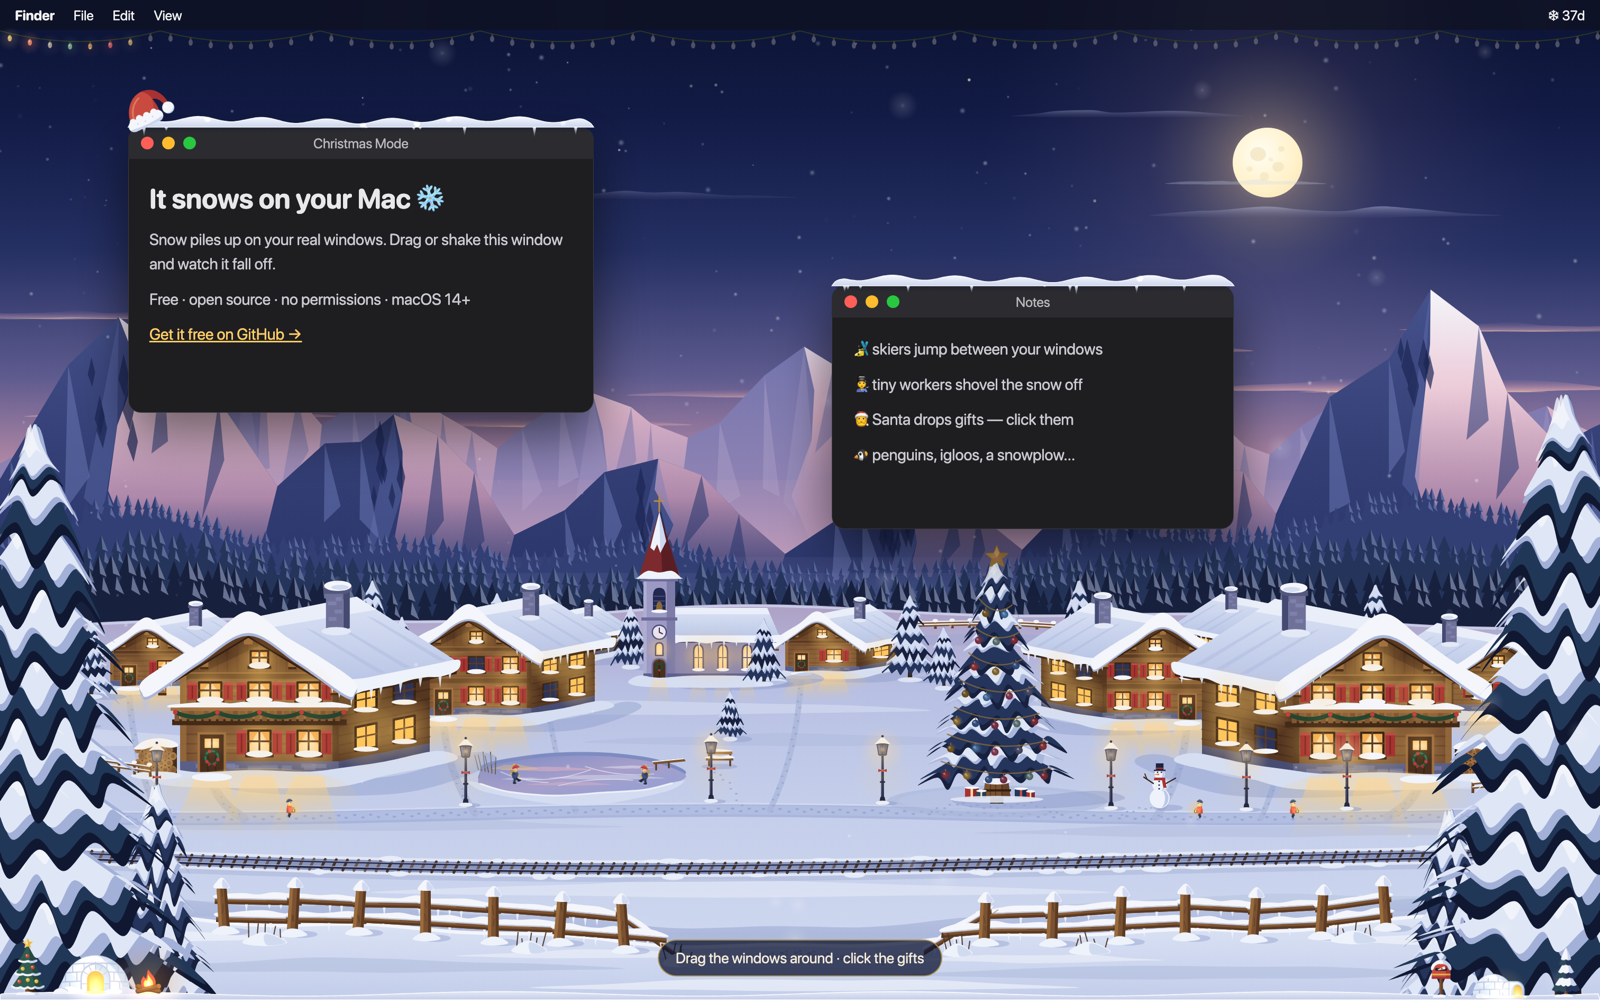 Finder File Edit View ❄ 37d
Christmas Mode
It snows on your Mac ❄️
Snow piles up on your real windows. Drag or shake this window
and watch it fall off.
Free · open source · no permissions · macOS 14+
Get it free on GitHub →
Notes
skiers jump between your windows
tiny workers shovel the snow off
Santa drops gifts — click them
penguins, igloos, a snowplow...
Drag the windows around · click the gifts